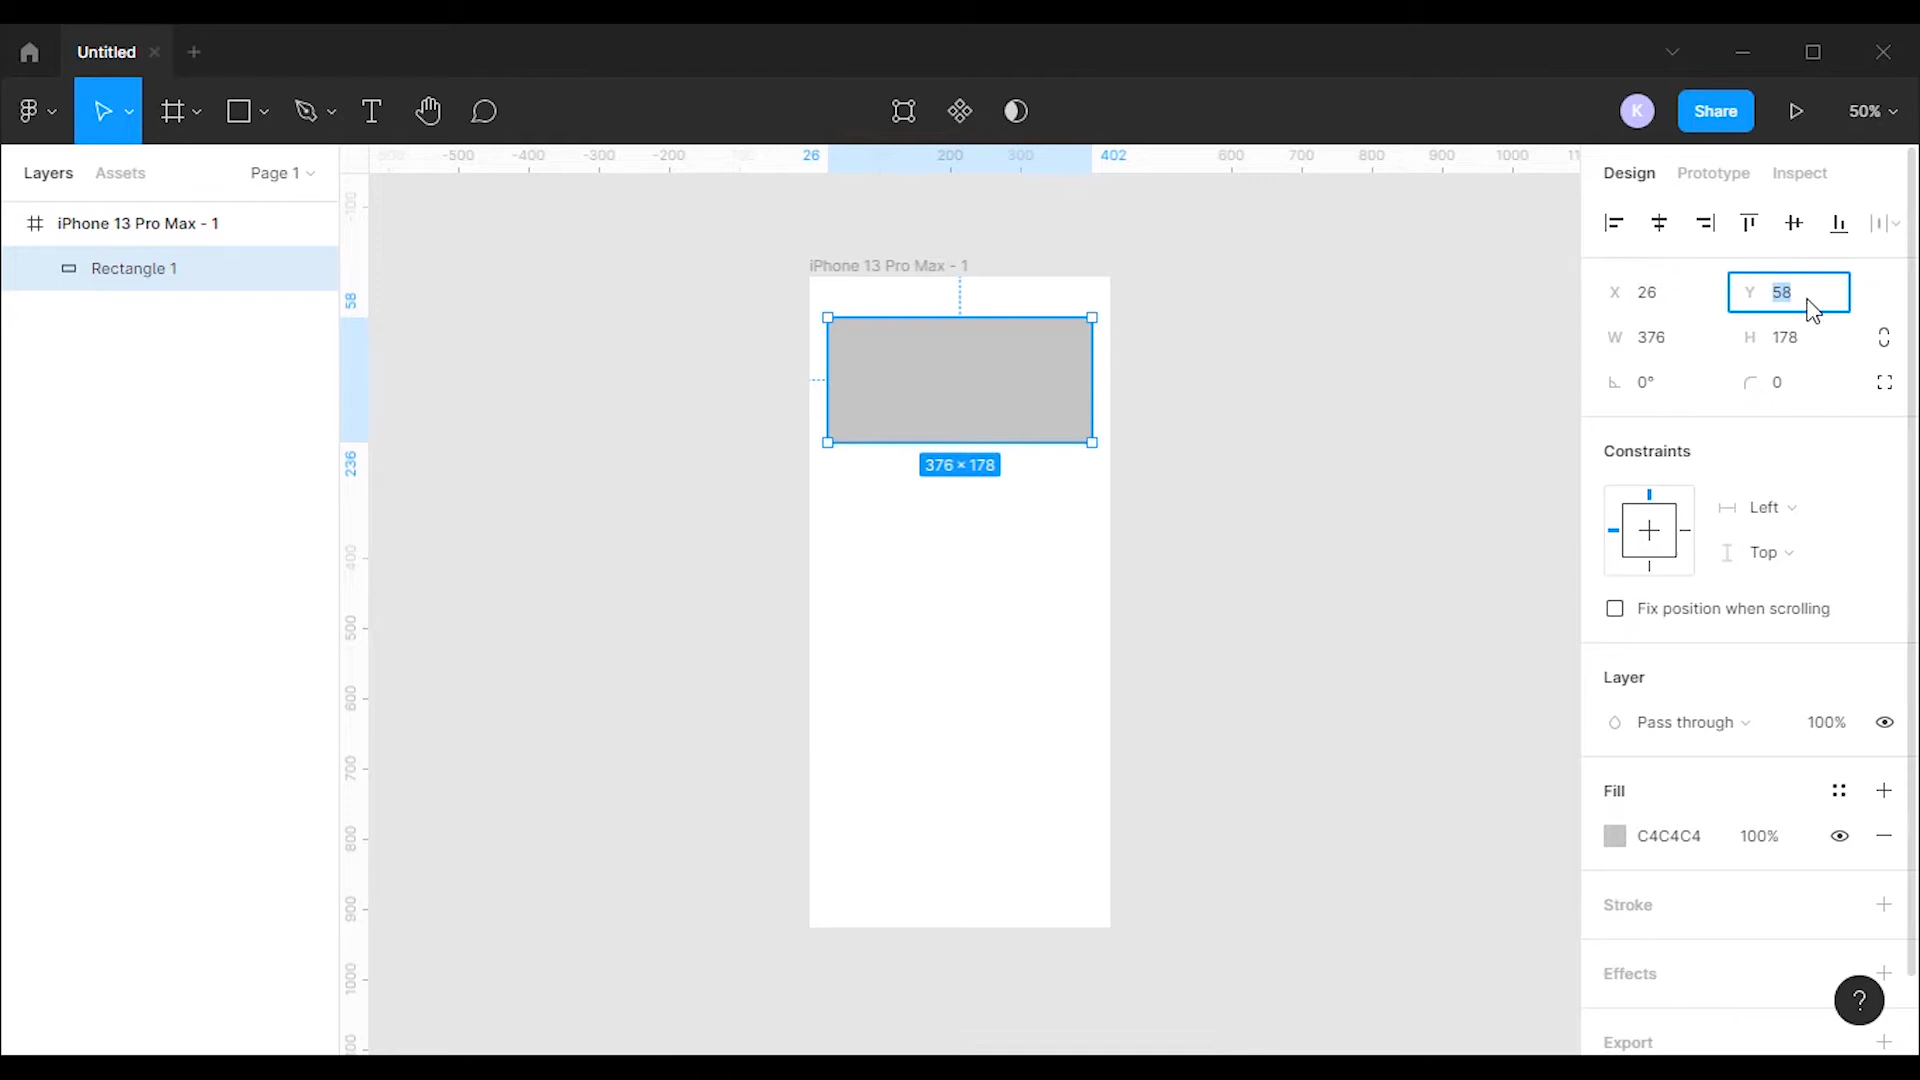 Untitled
K
Share
50%
Layers
Assets
Page 1
-500
-400
-300
-200
26
200
300
402
600
700
800
900
1000
Design
Prototype
Inspect
iPhone 13 Pro Max - 1
Rectangle 1
-100
58
236
400
500
600
700
800
900
1000
iPhone 13 Pro Max - 1
376 × 178
X 26
Y 58
W 376
H 178
0°
0
Constraints
Left
Top
Fix position when scrolling
Layer
Pass through
100%
Fill
C4C4C4
100%
Stroke
Effects
?
Export